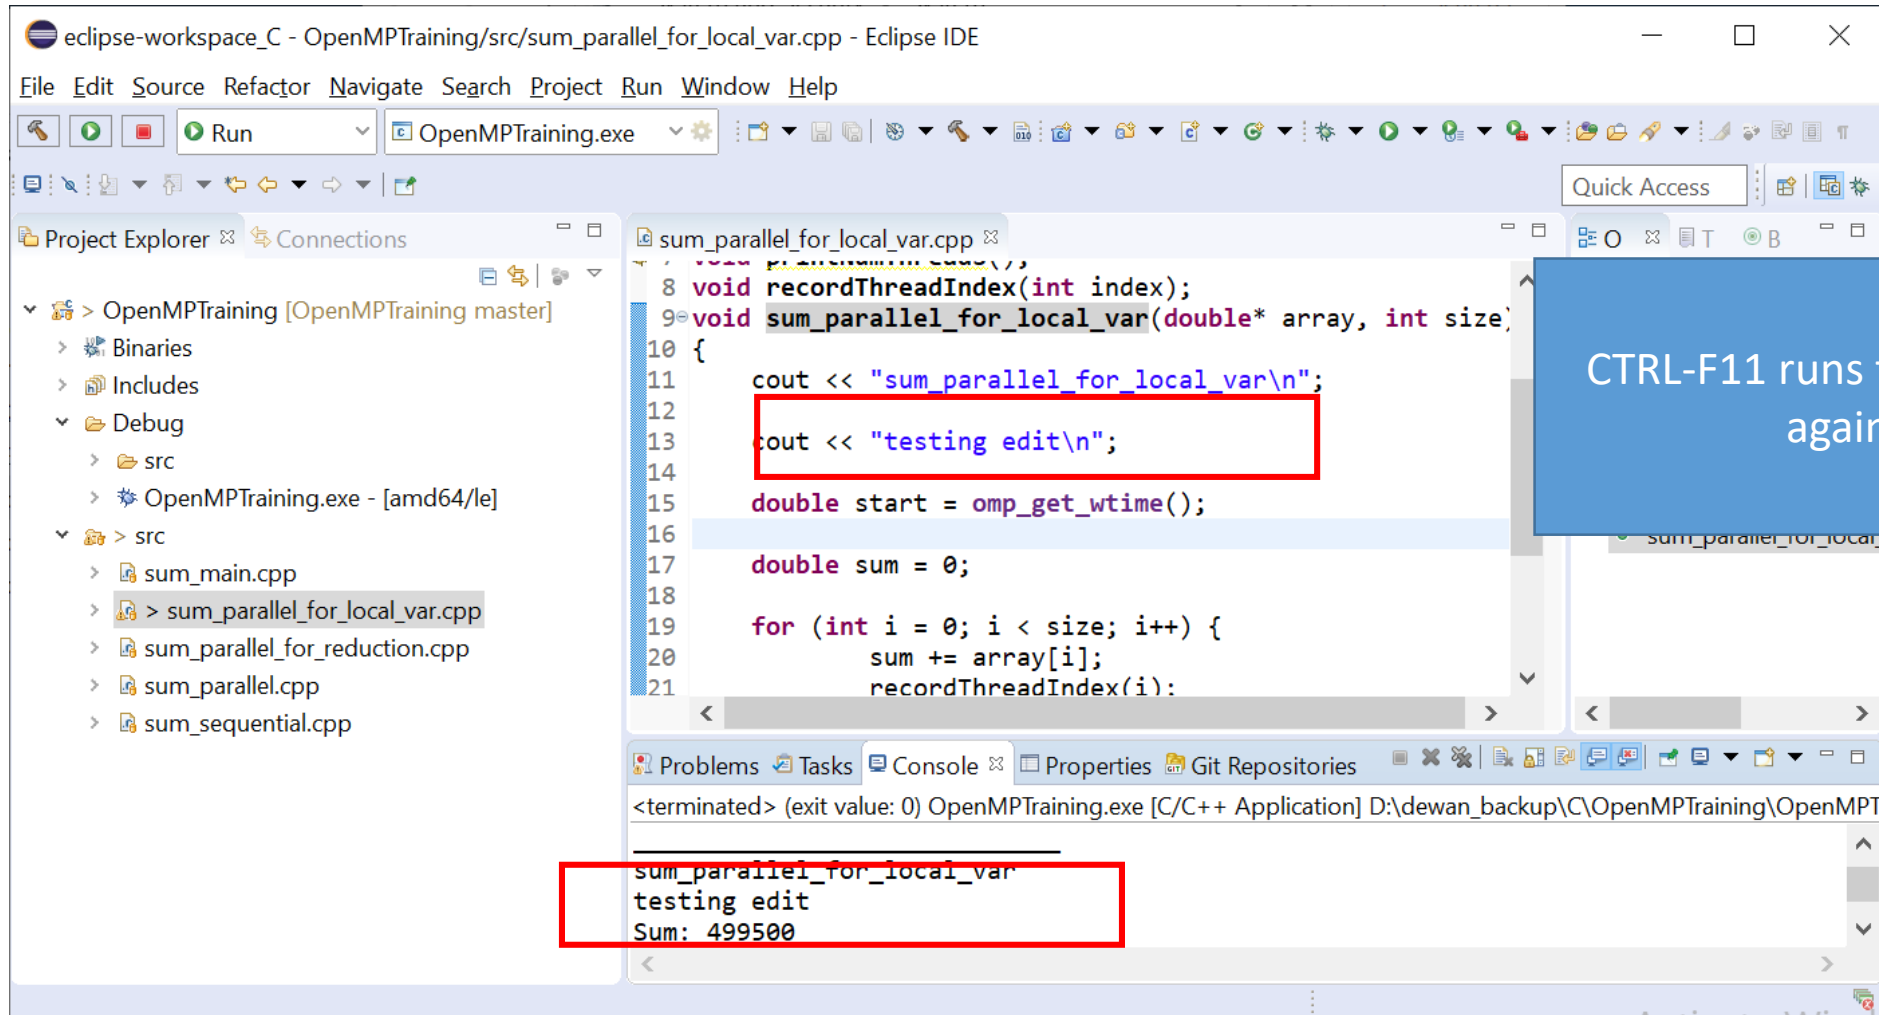 eclipse-workspace_C - OpenMPTraining/src/sum_parallel_for_local_var.cpp - Eclipse IDE
File Edit Source Refactor Navigate Search Project Run Window Help
Run
OpenMPTraining.exe
Quick Access
Project Explorer Connections
> OpenMPTraining [OpenMPTraining master]
Binaries
Includes
Debug
src
OpenMPTraining.exe - [amd64/le]
> src
sum_main.cpp
> sum_parallel_for_local_var.cpp
sum_parallel_for_reduction.cpp
sum_parallel.cpp
sum_sequential.cpp
sum_parallel_for_local_var.cpp
7 void printNumThreads();
8 void recordThreadIndex(int index);
9 void sum_parallel_for_local_var(double* array, int size)
10 {
11 cout << "sum_parallel_for_local_var\n";
12
13 cout << "testing edit\n";
14
15 double start = omp_get_wtime();
16
17 double sum = 0;
18
19 for (int i = 0; i < size; i++) {
20 sum += array[i];
21 recordThreadIndex(i);
O T B
CTRL-F11 runs
again
sum_parallel_for_local_
Problems Tasks Console Properties Git Repositories
<terminated> (exit value: 0) OpenMPTraining.exe [C/C++ Application] D:\dewan_backup\C\OpenMPTraining\OpenMPT
sum_parallel_for_local_var
testing edit
Sum: 499500